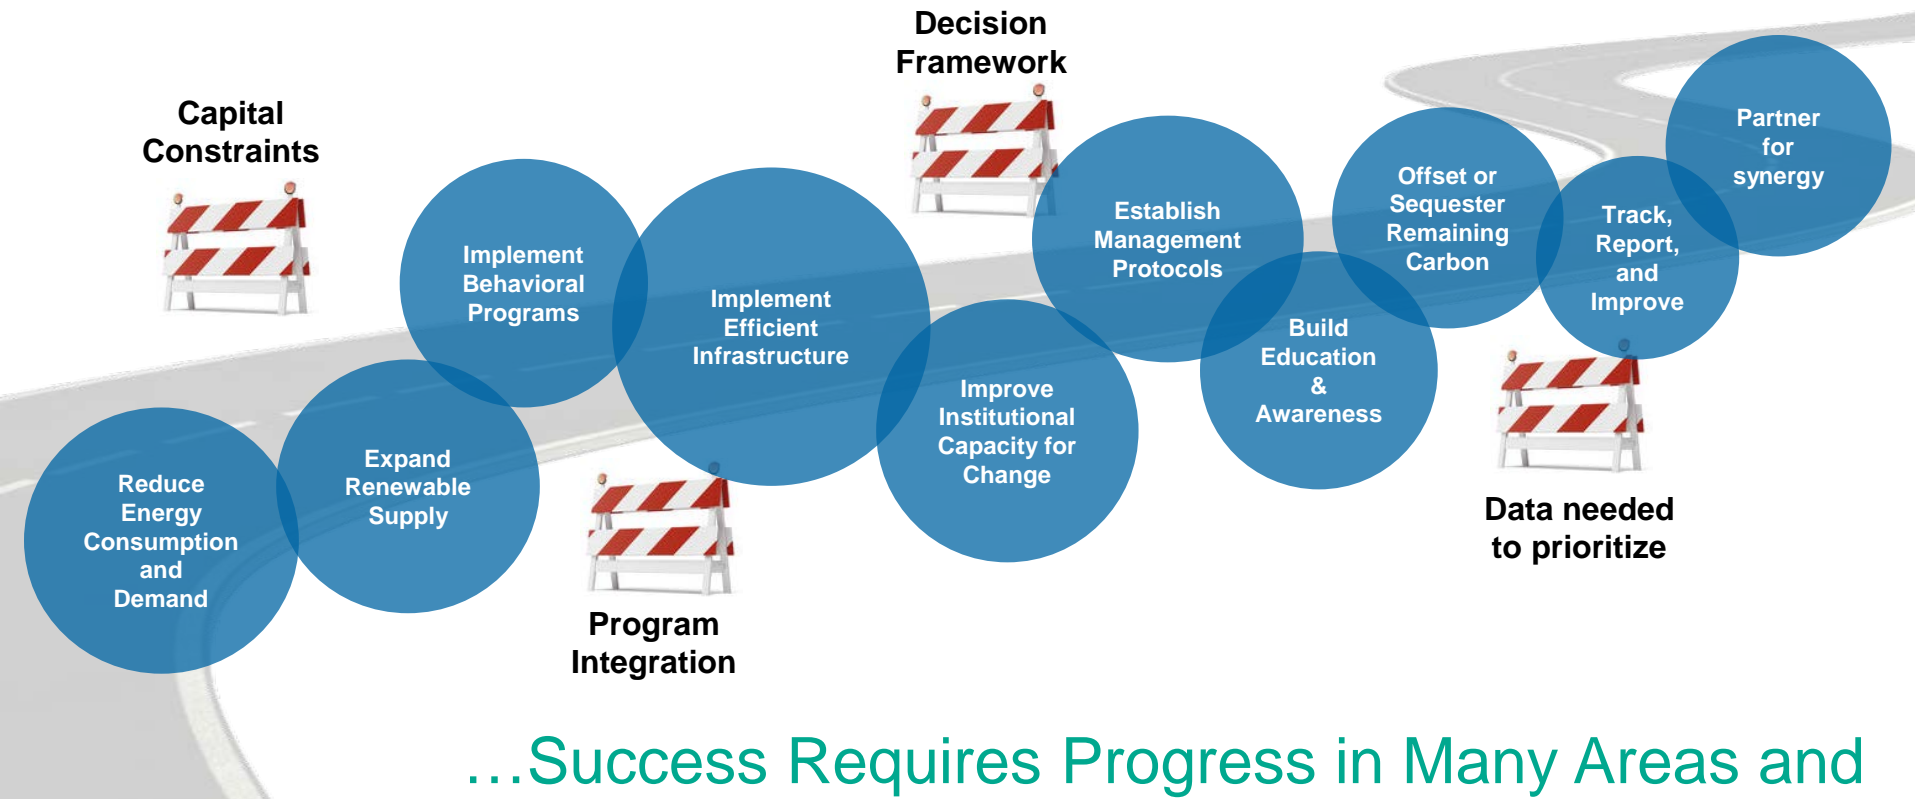 Decision
Framework
Capital
Constraints
Partner
for
synergy
Offset or
Sequester
Remaining
Carbon
Establish
Management
Protocols
Track,
Report,
and
Improve
Implement
Behavioral
Programs
Implement
Efficient
Infrastructure
Build
Education
&
Awareness
Improve
Institutional
Capacity for
Change
Expand
Renewable
Supply
Reduce
Energy
Consumption
and
Demand
Data needed
to prioritize
Program
Integration
…Success Requires Progress in Many Areas and